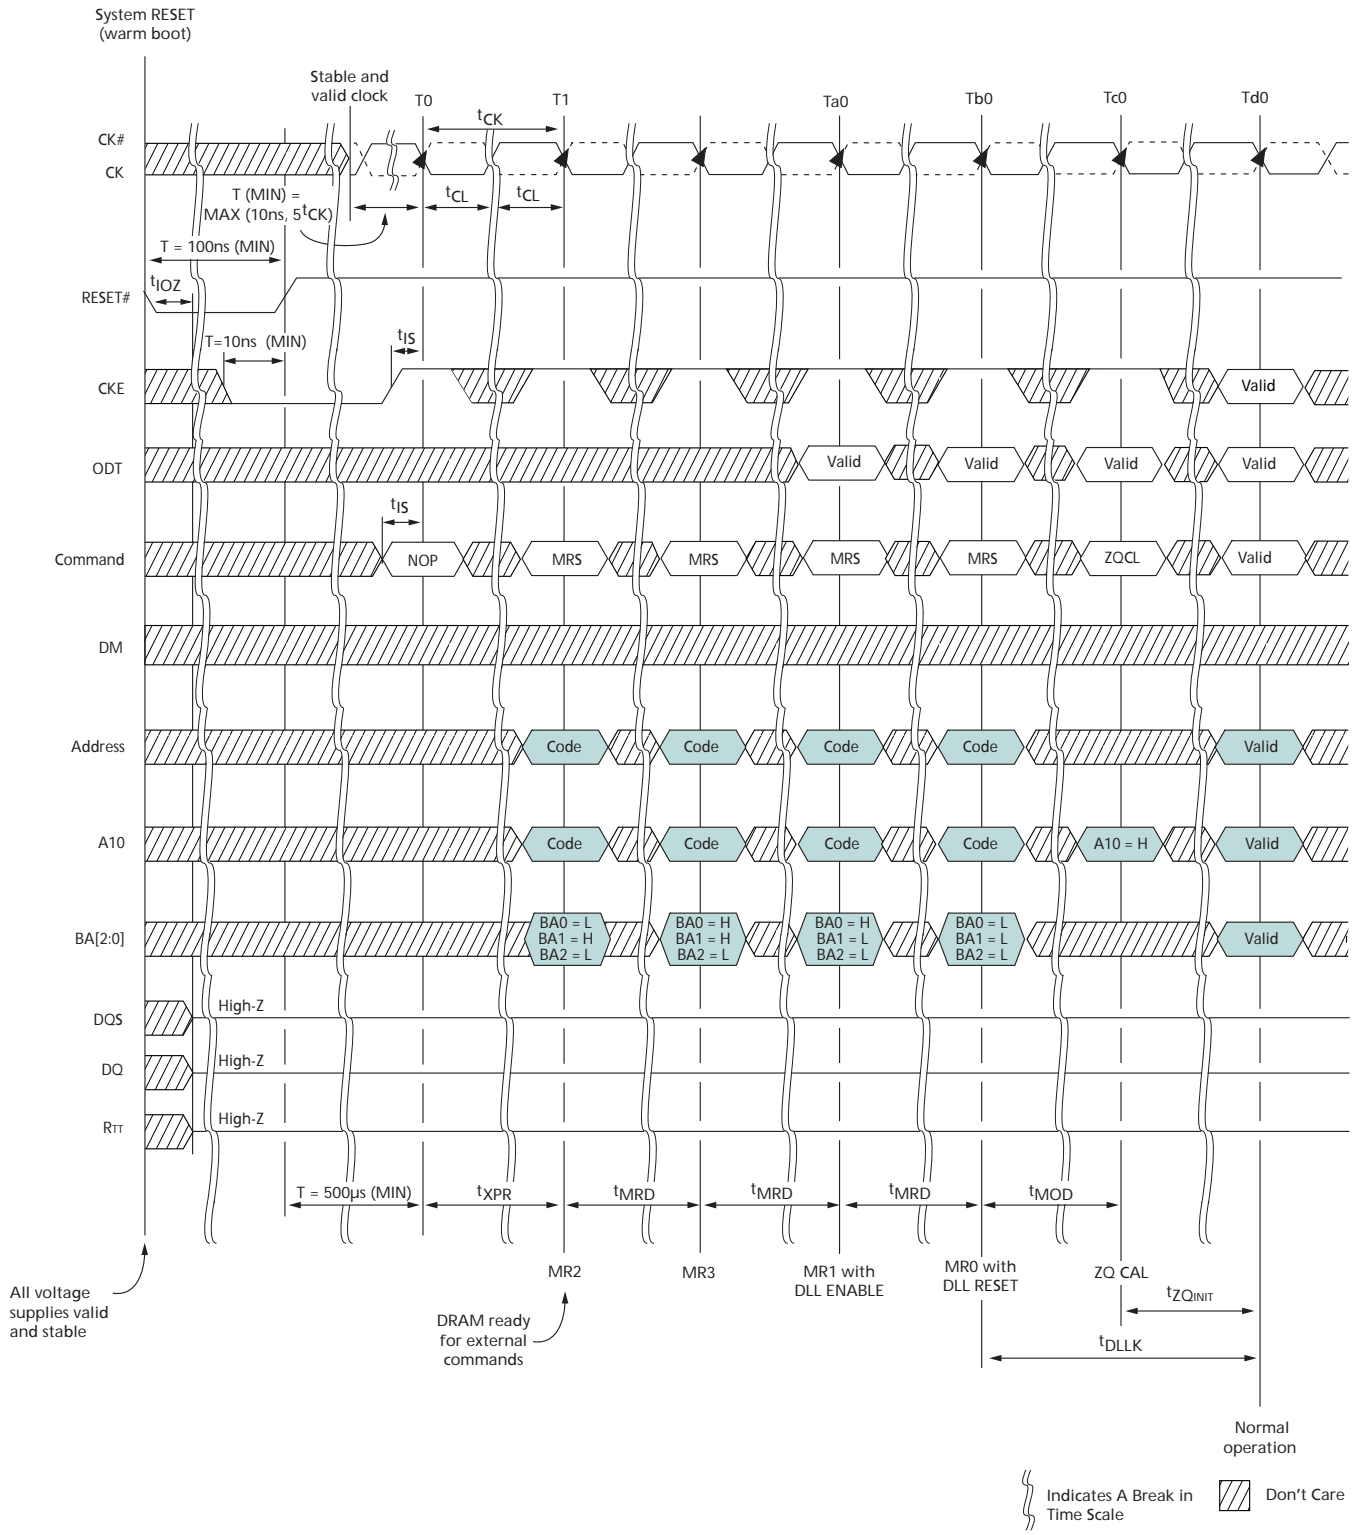 System RESET
(warm boot)
Stable and
valid clock
T0
T1
Ta0
Tb0
Tc0
Td0
tCK
CK#
CK
T (MIN) =
MAX (10ns, 5tCK)
tCL
tCL
T = 100ns (MIN)
tIOZ
RESET#
T=10ns (MIN)
tIS
CKE
Valid
ODT
Valid
Valid
Valid
Valid
tIS
Command
NOP
MRS
MRS
MRS
MRS
ZQCL
Valid
DM
Address
Code
Code
Code
Code
Valid
A10
Code
Code
Code
Code
A10 = H
Valid
BA[2:0]
BA0 = L
BA1 = H
BA2 = L
BA0 = H
BA1 = H
BA2 = L
BA0 = H
BA1 = L
BA2 = L
BA0 = L
BA1 = L
BA2 = L
Valid
DQS
High-Z
DQ
High-Z
RTT
High-Z
T = 500µs (MIN)
tXPR
tMRD
tMRD
tMRD
tMOD
All voltage
supplies valid
and stable
MR2
MR3
MR1 with
DLL ENABLE
MR0 with
DLL RESET
ZQ CAL
tZQINIT
DRAM ready
for external
commands
tDLLK
Normal
operation
Indicates A Break in
Time Scale
Don't Care